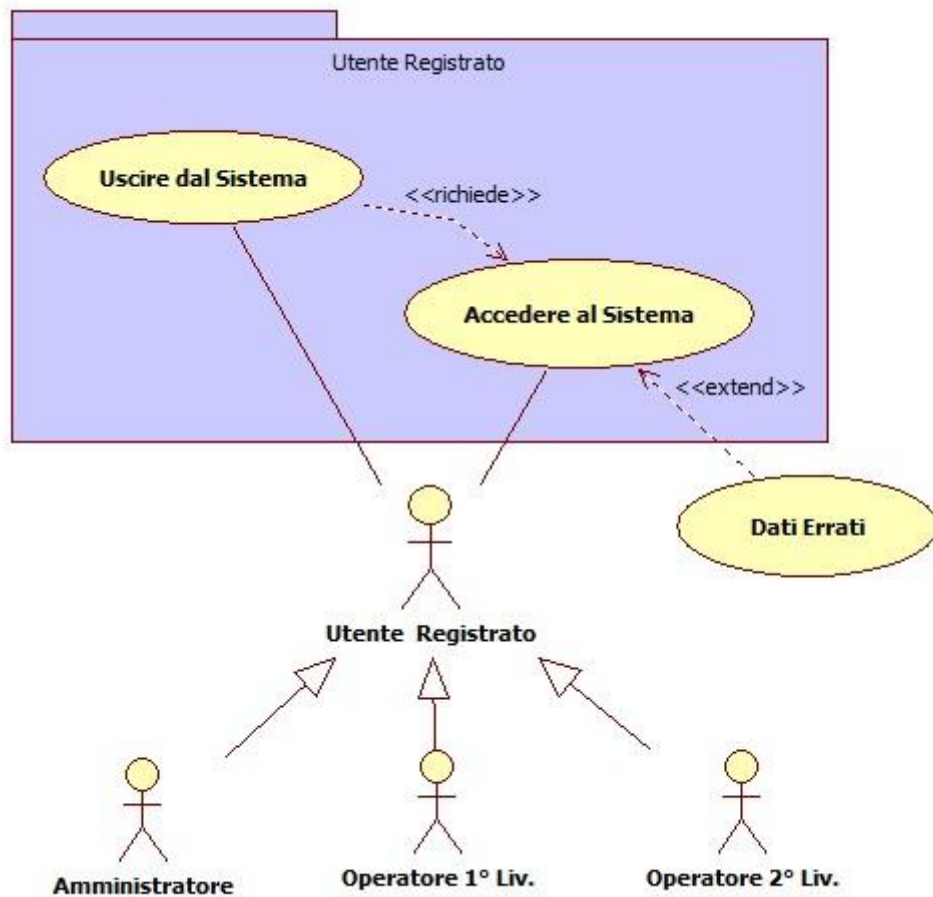 Utente Registrato
Uscire dal Sistema
<<richiede>>
Accedere al Sistema
<<extend>>
Dati Errati
Utente Registrato
Amministratore
Operatore 1° Liv.
Operatore 2° Liv.